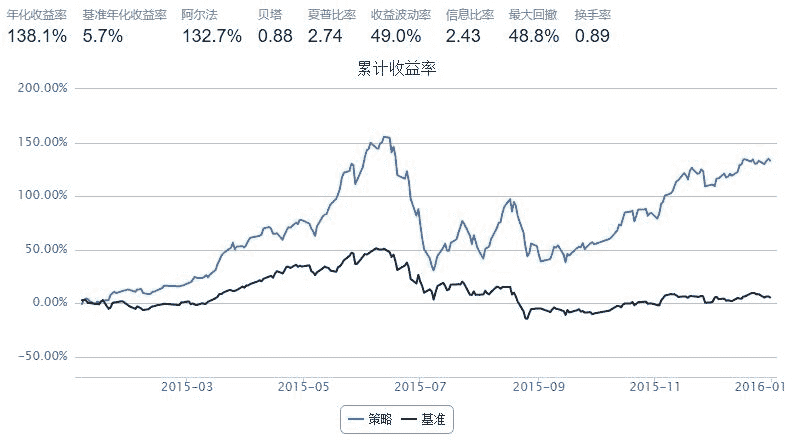 年化收益率 基准年化收益率 阿尔法 贝塔 夏普比率 收益波动率 信息比率 最大回撤 换手率
138.1% 5.7% 132.7% 0.88 2.74 49.0% 2.43 48.8% 0.89
累计收益率
200.00%
150.00%
100.00%
50.00%
0.00%
-50.00%
2015-03 2015-05 2015-07 2015-09 2015-11 2016-01
策略 基准